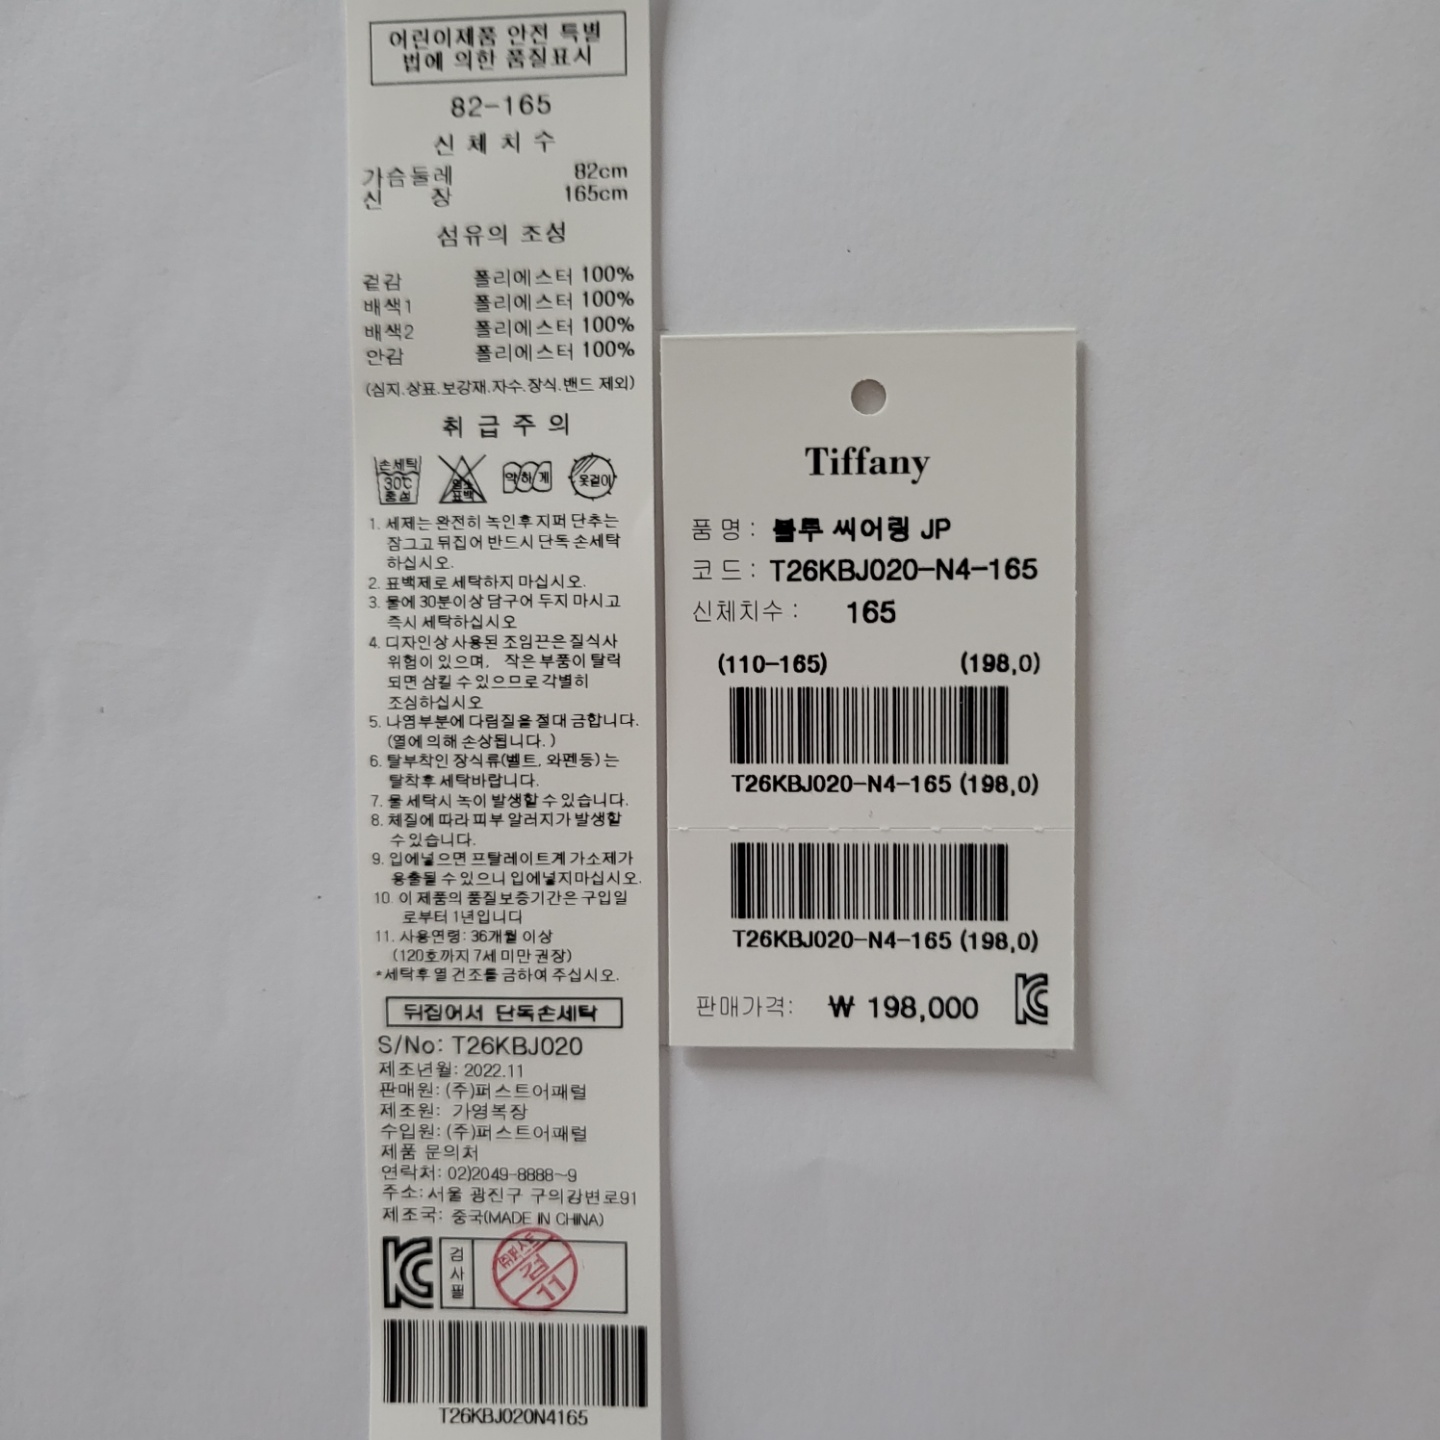 어린이제품 안전 특별
법에 의한 품질표시
82-165
신 체 치 수
가슴둘레 82cm
신 장 165cm
섬유의 조성
겉감 폴리에스터 100%
배색1 폴리에스터 100%
배색2 폴리에스터 100%
안감 폴리에스터 100%
(심지.상표.보강재.자수.장식.밴드 제외)
취 급 주 의
손세탁 30℃ 중성
염소 표백
약하게
옷걸이
1. 세제는 완전히 녹인후 지퍼 단추는
잠그고 뒤집어 반드시 단독 손세탁
하십시오.
2. 표백제로 세탁하지 마십시오.
3. 물에 30분이상 담구어 두지 마시고
즉시 세탁하십시오
4. 디자인상 사용된 조임끈은 질식사
위험이 있으며, 작은 부품이 탈락
되면 삼킬 수 있으므로 각별히
조심하십시오
5. 나염부분에 다림질을 절대 금합니다.
(열에 의해 손상됩니다. )
6. 탈부착인 장식류(벨트, 와펜등) 는
탈착후 세탁바랍니다.
7. 물 세탁시 녹이 발생할 수 있습니다.
8. 체질에 따라 피부 알러지가 발생할
수 있습니다.
9. 입에넣으면 프탈레이트계 가소제가
용출될 수 있으니 입에넣지마십시오.
10. 이 제품의 품질보증기간은 구입일
로부터 1년입니다
11. 사용연령: 36개월 이상
(120호까지 7세 미만 권장)
*세탁후 열 건조를 금하여 주십시오.
뒤집어서 단독손세탁
S/No: T26KBJ020
제조년월: 2022.11
판매원: (주)퍼스트어패럴
제조원: 가영복장
수입원: (주)퍼스트어패럴
제품 문의처
연락처: 02)2049-8888~9
주소: 서울 광진구 구의강변로91
제조국: 중국(MADE IN CHINA)
KC 검사필
㈜퍼스트
검
11
T26KBJ020N4165
Tiffany
품 명 : 볼투 씨어링 JP
코 드 : T26KBJ020-N4-165
신체치수 : 165
(110-165) (198,0)
T26KBJ020-N4-165 (198,0)
T26KBJ020-N4-165 (198,0)
판매가격: ₩ 198,000 KC